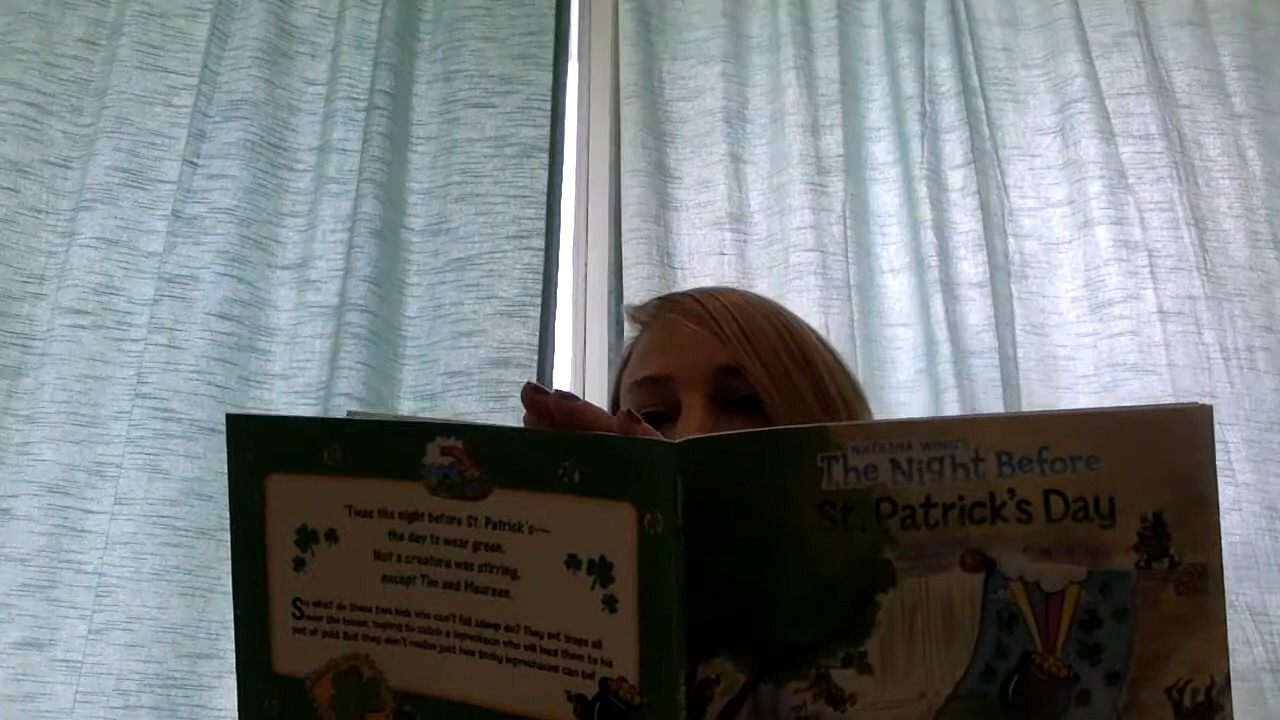 'Twas the night before St. Patrick's—
the day to wear green.
Not a creature was stirring,
except Tim and Maureen.
So what do these two kids who can't fall asleep do? They set traps all
over the house, hoping to catch a leprechaun who will lead them to his
pot of gold. But they don't realize just how tricky leprechauns can be!
NATASHA WING'S
The Night Before
St. Patrick's Day